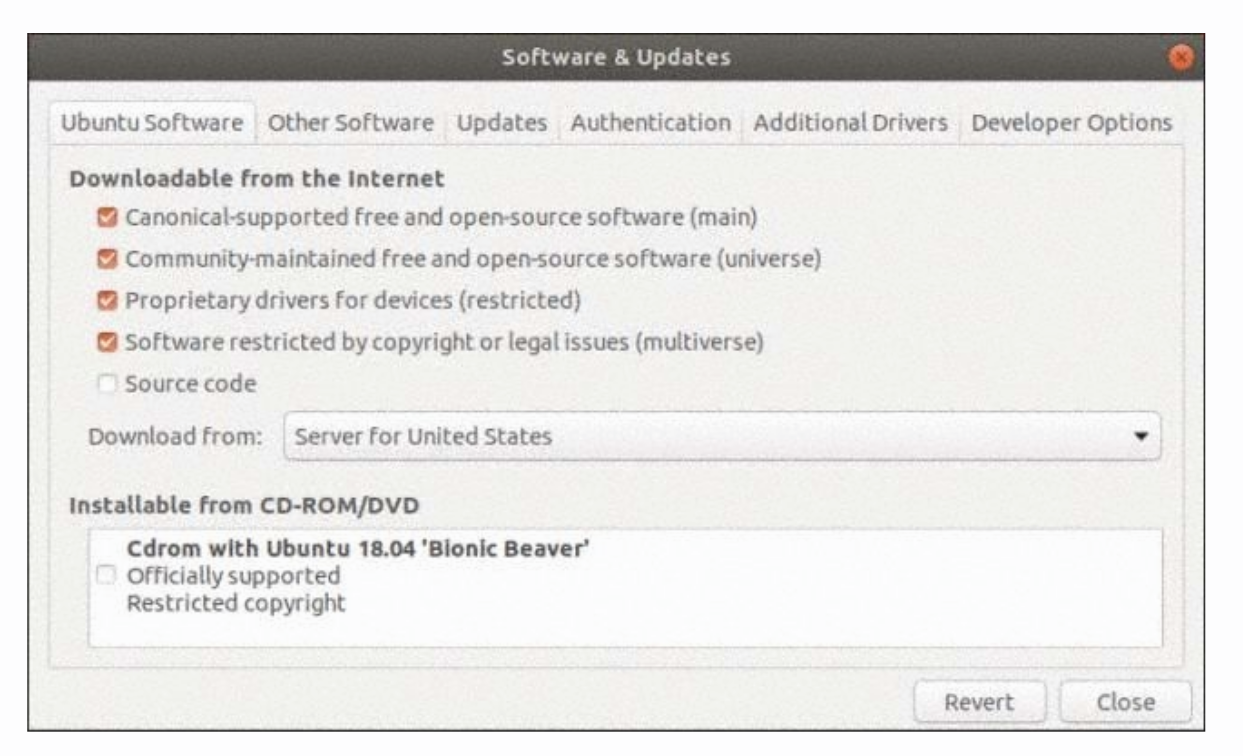 Software & Updates
Ubuntu Software Other Software Updates Authentication Additional Drivers Developer Options
Downloadable from the Internet
Canonical-supported free and open-source software (main)
Community-maintained free and open-source software (universe)
Proprietary drivers for devices (restricted)
Software restricted by copyright or legal issues (multiverse)
Source code
Download from: Server for United States
Installable from CD-ROM/DVD
Cdrom with Ubuntu 18.04 'Bionic Beaver'
Officially supported
Restricted copyright
Revert Close